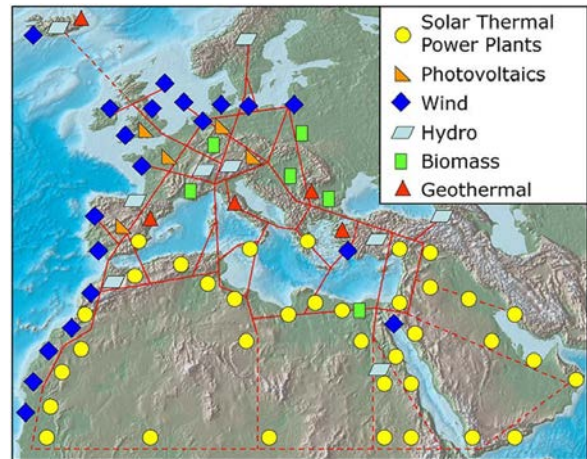 Solar Thermal
Power Plants
Photovoltaics
Wind
Hydro
Biomass
Geothermal